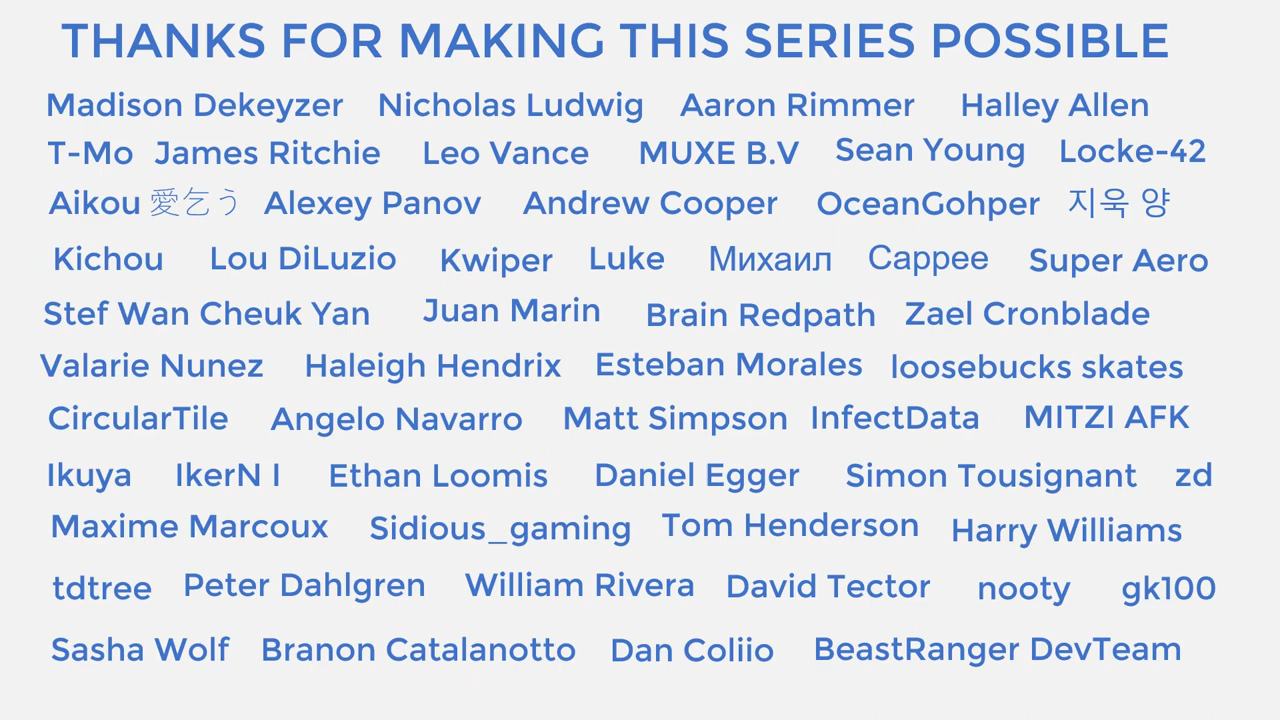 THANKS FOR MAKING THIS SERIES POSSIBLE
Madison Dekeyzer Nicholas Ludwig Aaron Rimmer Halley Allen
T-Mo James Ritchie Leo Vance MUXE B.V Sean Young Locke-42
Aikou 愛乞う Alexey Panov Andrew Cooper OceanGohper 지욱 양
Kichou Lou DiLuzio Kwiper Luke Михаил Сарpee Super Aero
Stef Wan Cheuk Yan Juan Marin Brain Redpath Zael Cronblade
Valarie Nunez Haleigh Hendrix Esteban Morales loosebucks skates
CircularTile Angelo Navarro Matt Simpson InfectData MITZI AFK
Ikuya IkerN I Ethan Loomis Daniel Egger Simon Tousignant zd
Maxime Marcoux Sidious_gaming Tom Henderson Harry Williams
tdtree Peter Dahlgren William Rivera David Tector nooty gk100
Sasha Wolf Branon Catalanotto Dan Coliio BeastRanger DevTeam